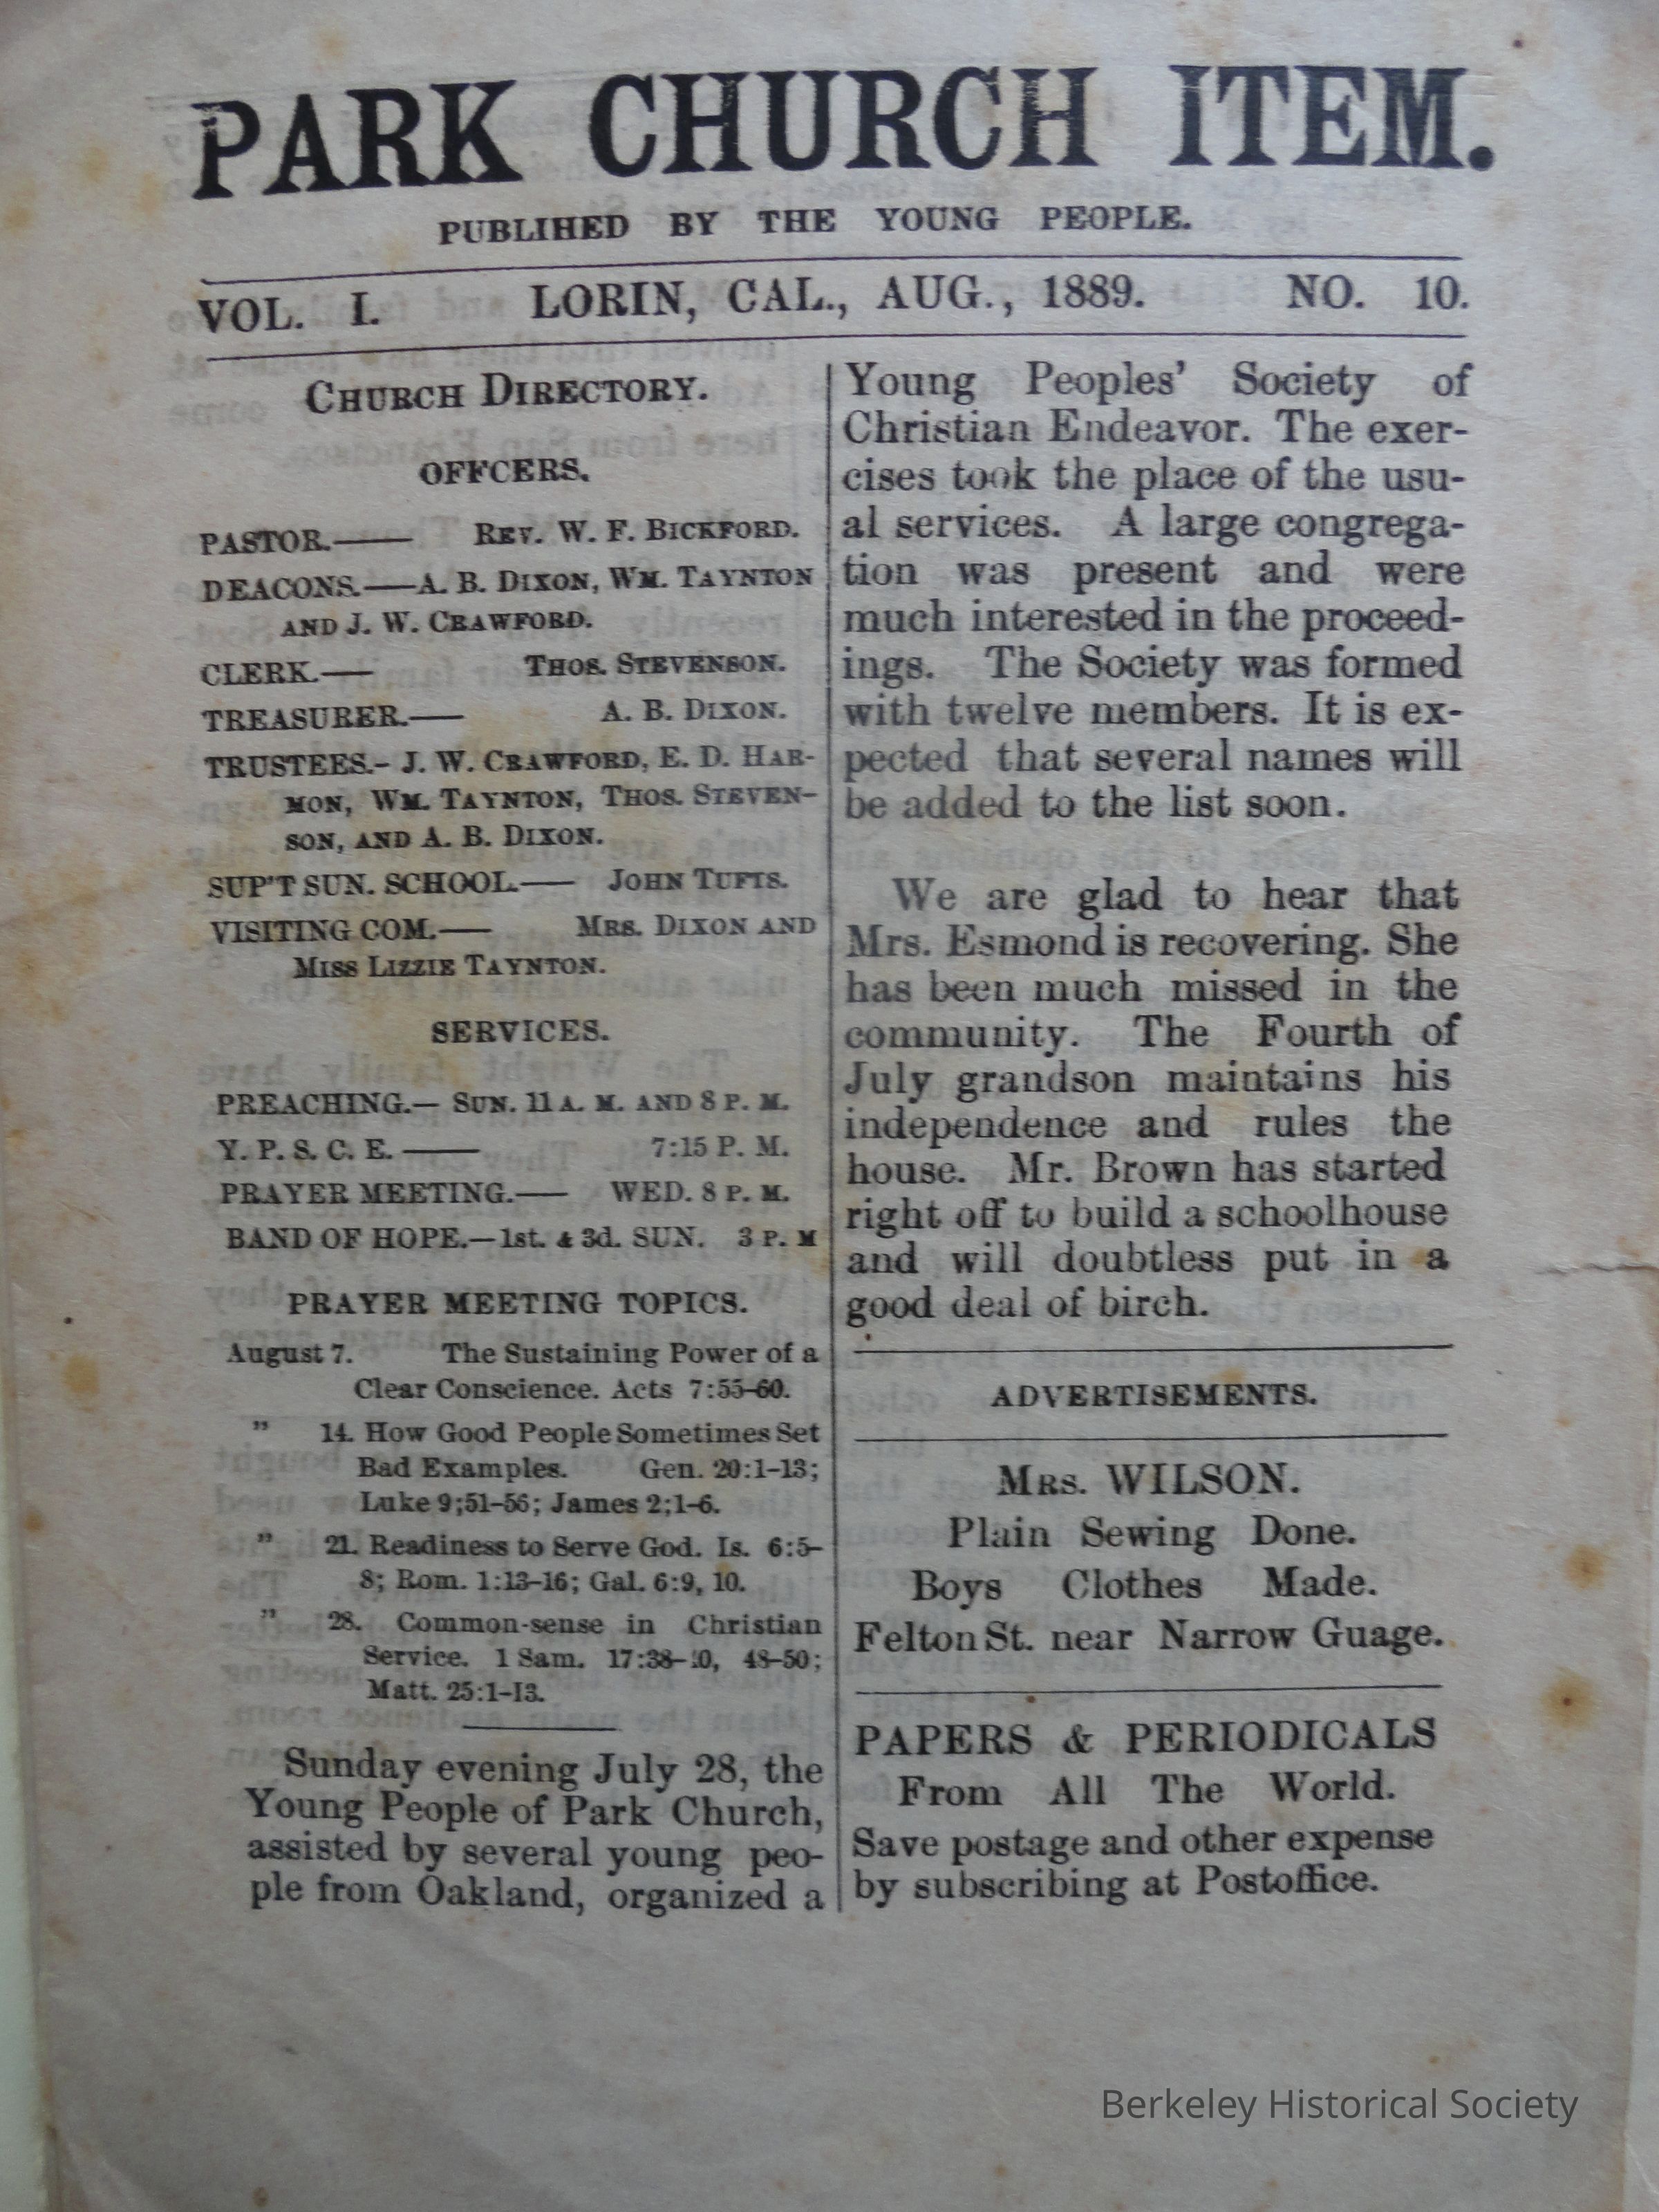 PARK CHURCH ITEM.
PUBLIHED BY THE YOUNG PEOPLE.
VOL. I. LORIN, CAL., AUG., 1889. NO. 10.
CHURCH DIRECTORY.
OFFCERS.
PASTOR.—— REV. W. F. BICKFORD.
DEACONS.——A. B. DIXON, WM. TAYNTON
AND J. W. CRAWFORD.
CLERK.—— THOS. STEVENSON.
TREASURER.—— A. B. DIXON.
TRUSTEES.- J. W. CRAWFORD, E. D. HAR-
MON, WM. TAYNTON, THOS. STEVEN-
SON, AND A. B. DIXON.
SUP'T SUN. SCHOOL.—— JOHN TUFTS.
VISITING COM.—— MRS. DIXON AND
MISS LIZZIE TAYNTON.
SERVICES.
PREACHING.— SUN. 11 A. M. AND 8 P. M.
Y. P. S. C. E. —— 7:15 P. M.
PRAYER MEETING.—— WED. 8 P. M.
BAND OF HOPE.—1st. & 3d. SUN. 3 P. M
PRAYER MEETING TOPICS.
August 7. The Sustaining Power of a
Clear Conscience. Acts 7:55-60.
” 14. How Good People Sometimes Set
Bad Examples. Gen. 20:1-13;
Luke 9;51-56; James 2;1-6.
” 21. Readiness to Serve God. Is. 6:5-
8; Rom. 1:13-16; Gal. 6:9, 10.
” 28. Common-sense in Christian
Service. 1 Sam. 17:38- 48-50;
Matt. 25:1-13.
Sunday evening July 28, the
Young People of Park Church,
assisted by several young peo-
ple from Oakland, organized a
Young Peoples' Society of
Christian Endeavor. The exer-
cises took the place of the usu-
al services. A large congrega-
tion was present and were
much interested in the proceed-
ings. The Society was formed
with twelve members. It is ex-
pected that several names will
be added to the list soon.
We are glad to hear that
Mrs. Esmond is recovering. She
has been much missed in the
community. The Fourth of
July grandson maintains his
independence and rules the
house. Mr. Brown has started
right off to build a schoolhouse
and will doubtless put in a
good deal of birch.
ADVERTISEMENTS.
MRS. WILSON.
Plain Sewing Done.
Boys Clothes Made.
Felton St. near Narrow Guage.
PAPERS & PERIODICALS
From All The World.
Save postage and other expense
by subscribing at Postoffice.
Berkeley Historical Society